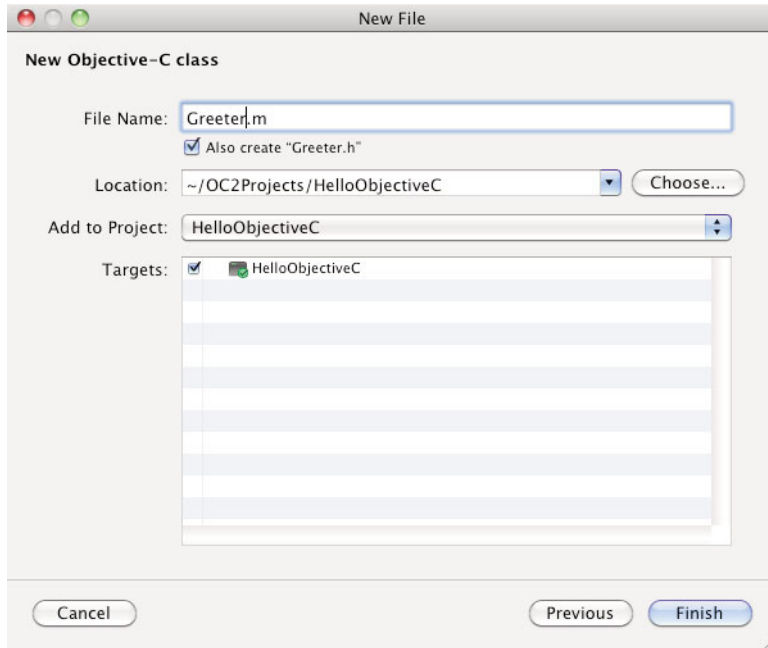 New File
New Objective-C class
File Name: Greeter.m
Also create “Greeter.h”
Location: ~/OC2Projects/HelloObjectiveC Choose...
Add to Project: HelloObjectiveC
Targets: HelloObjectiveC
Cancel Previous Finish